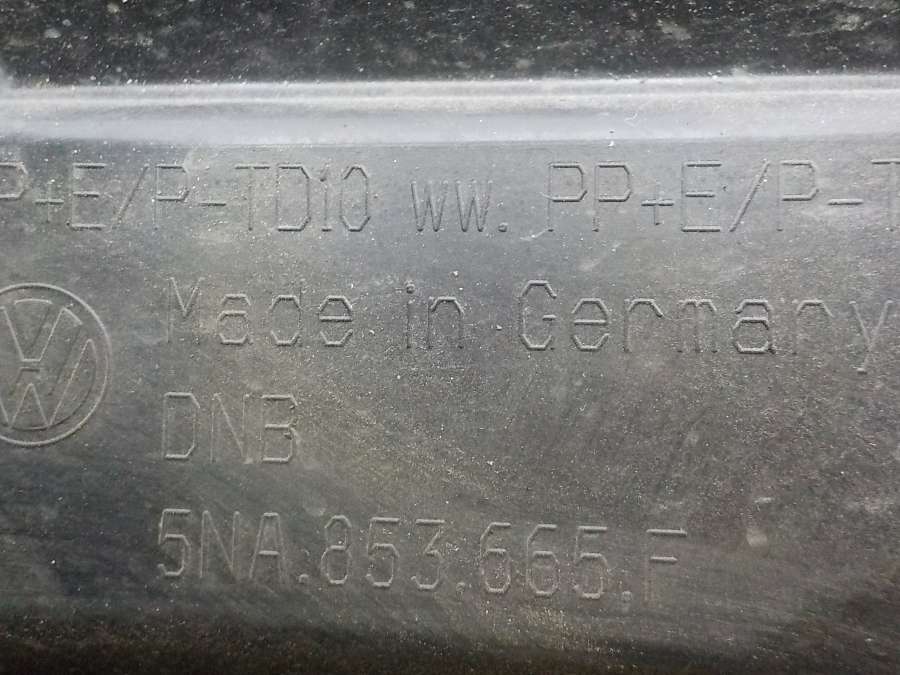 P+E/P-TD10 WW. PP+E/P-T
Made in Germany
DNB
5NA.853.665.F